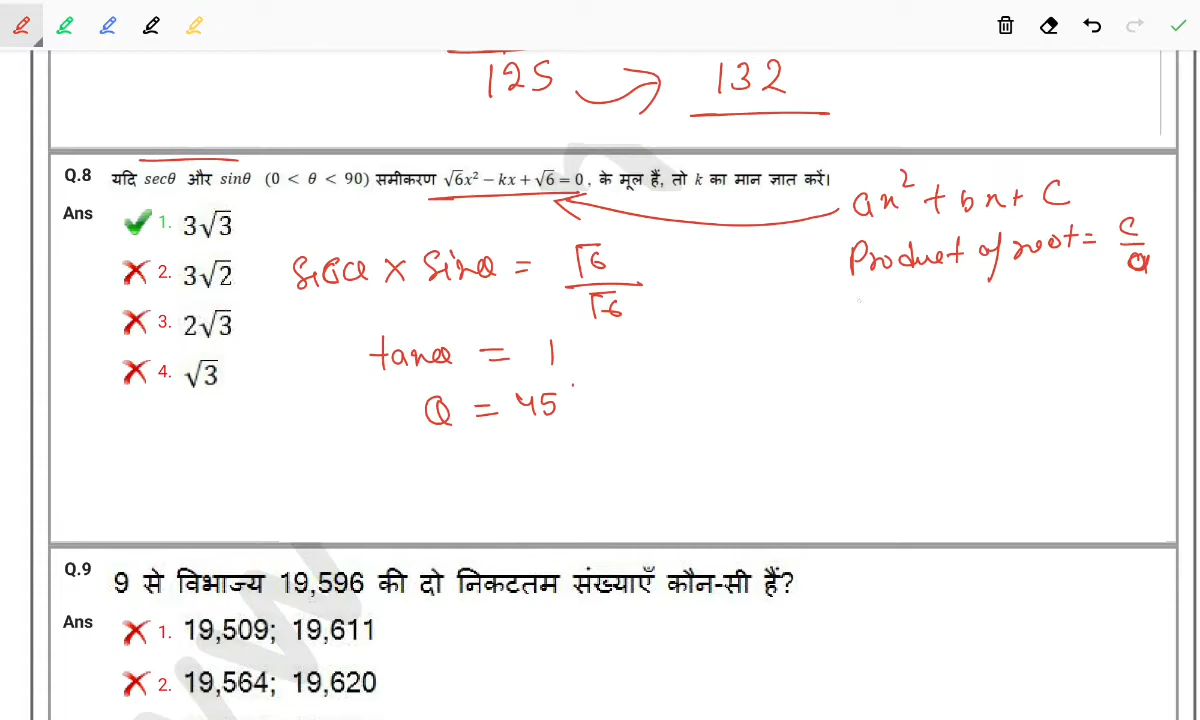 125 → 132
Q.8 यदि secθ और sinθ (0 < θ < 90) समीकरण √6x² − kx + √6 = 0, के मूल हैं, तो k का मान ज्ञात करें।
ax² + bx + C
Product of root = c/a
Ans 1. 3√3
2. 3√2
3. 2√3
4. √3
secθ × sinθ = √6/√6
tanθ = 1
θ = 45°
Q.9 9 से विभाज्य 19,596 की दो निकटतम संख्याएँ कौन-सी हैं?
Ans 1. 19,509; 19,611
2. 19,564; 19,620